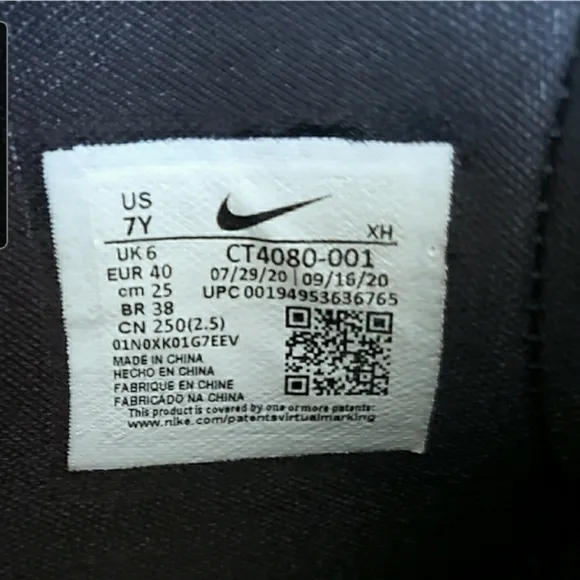 US
7Y
XH
UK 6
CT4080-001
EUR 40
07/29/20 | 09/16/20
cm 25
UPC 00194953636765
BR 38
CN 250(2.5)
01N0XK01G7EEV
MADE IN CHINA
HECHO EN CHINA
FABRIQUE EN CHINE
FABRICADO NA CHINA
This product is covered by one or more patents:
www.nike.com/patentsvirtualmarking